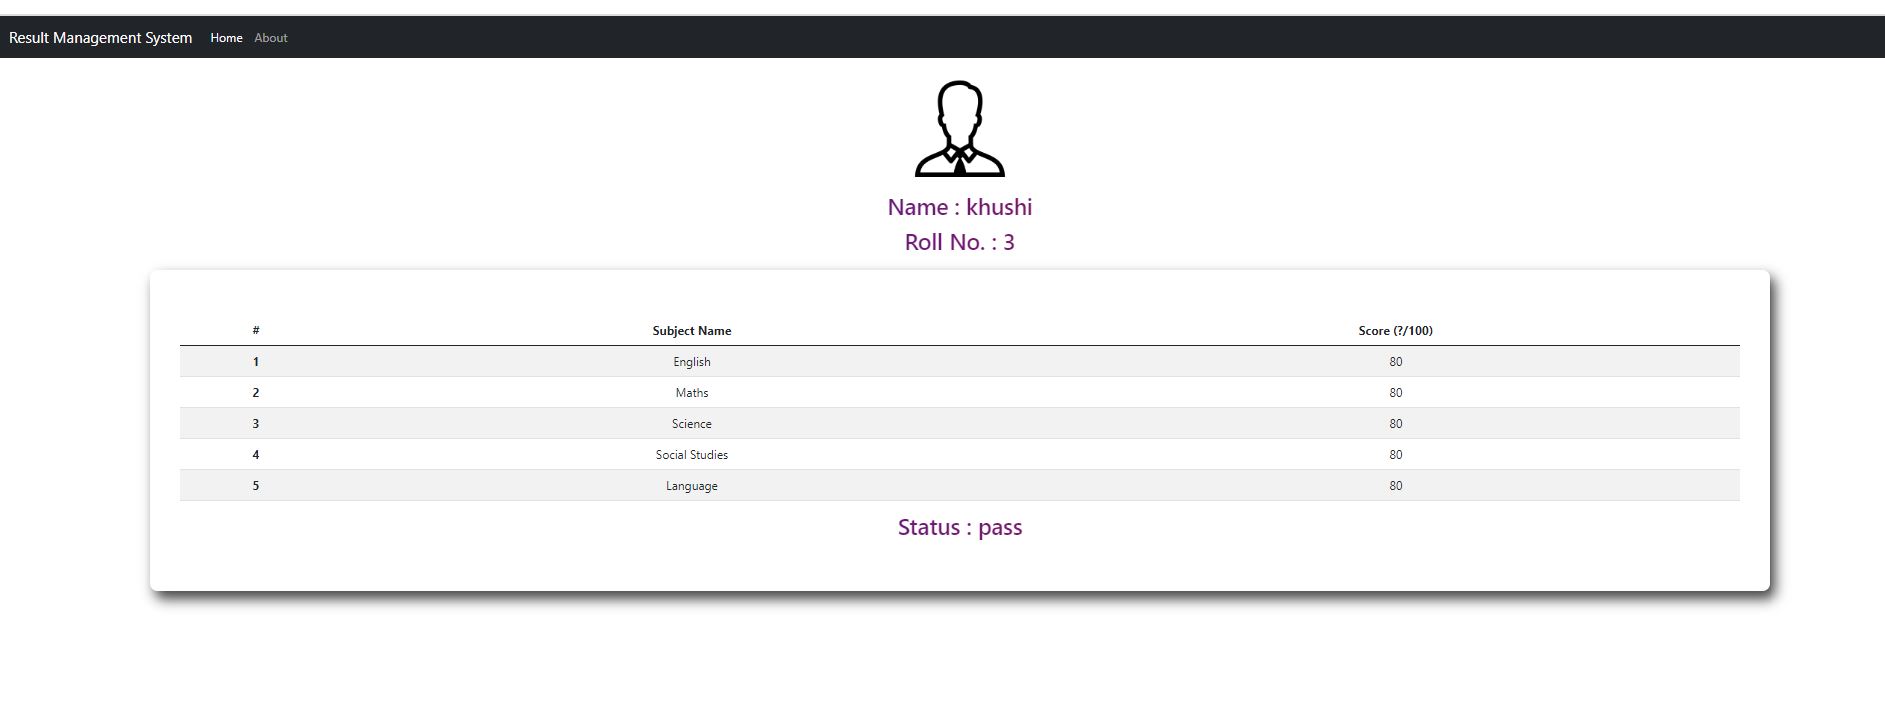 Result Management System Home About
Name : khushi
Roll No. : 3
# Subject Name Score (?/100)
1 English 80
2 Maths 80
3 Science 80
4 Social Studies 80
5 Language 80
Status : pass